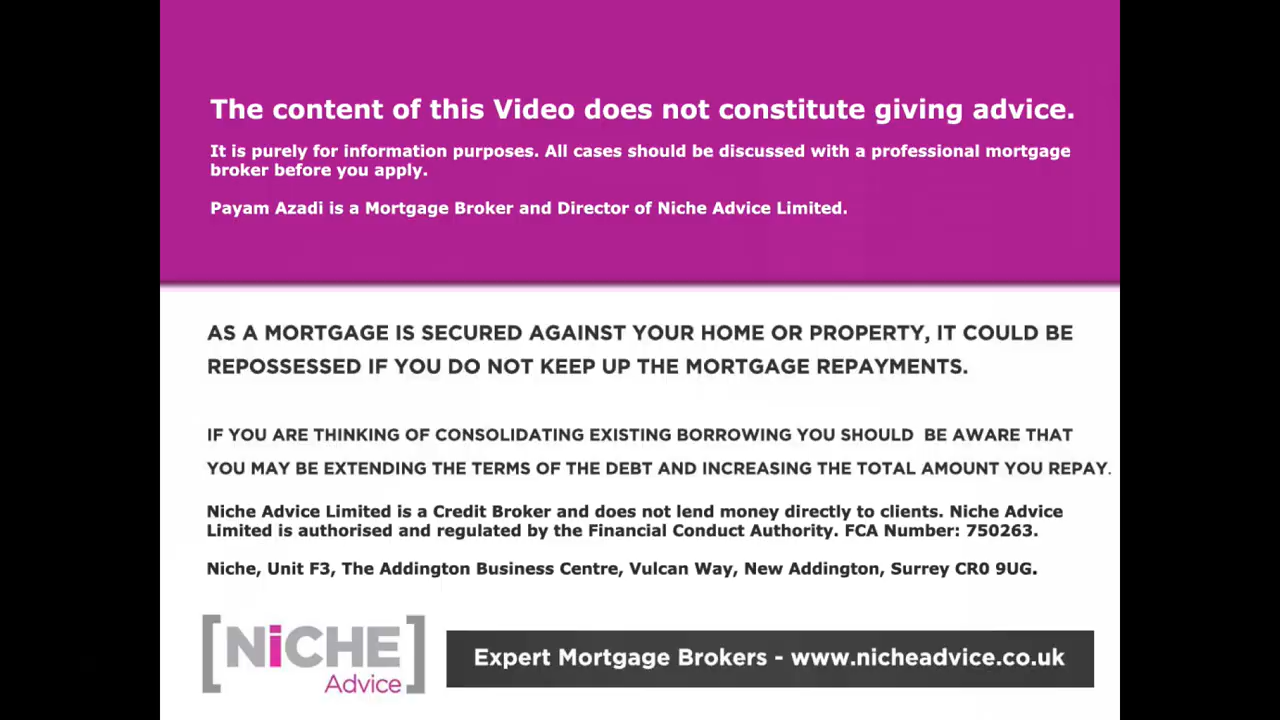 The content of this Video does not constitute giving advice.
It is purely for information purposes. All cases should be discussed with a professional mortgage
broker before you apply.
Payam Azadi is a Mortgage Broker and Director of Niche Advice Limited.
AS A MORTGAGE IS SECURED AGAINST YOUR HOME OR PROPERTY, IT COULD BE
REPOSSESSED IF YOU DO NOT KEEP UP THE MORTGAGE REPAYMENTS.
IF YOU ARE THINKING OF CONSOLIDATING EXISTING BORROWING YOU SHOULD BE AWARE THAT
YOU MAY BE EXTENDING THE TERMS OF THE DEBT AND INCREASING THE TOTAL AMOUNT YOU REPAY.
Niche Advice Limited is a Credit Broker and does not lend money directly to clients. Niche Advice
Limited is authorised and regulated by the Financial Conduct Authority. FCA Number: 750263.
Niche, Unit F3, The Addington Business Centre, Vulcan Way, New Addington, Surrey CR0 9UG.
[NiCHE]
Advice
Expert Mortgage Brokers - www.nicheadvice.co.uk